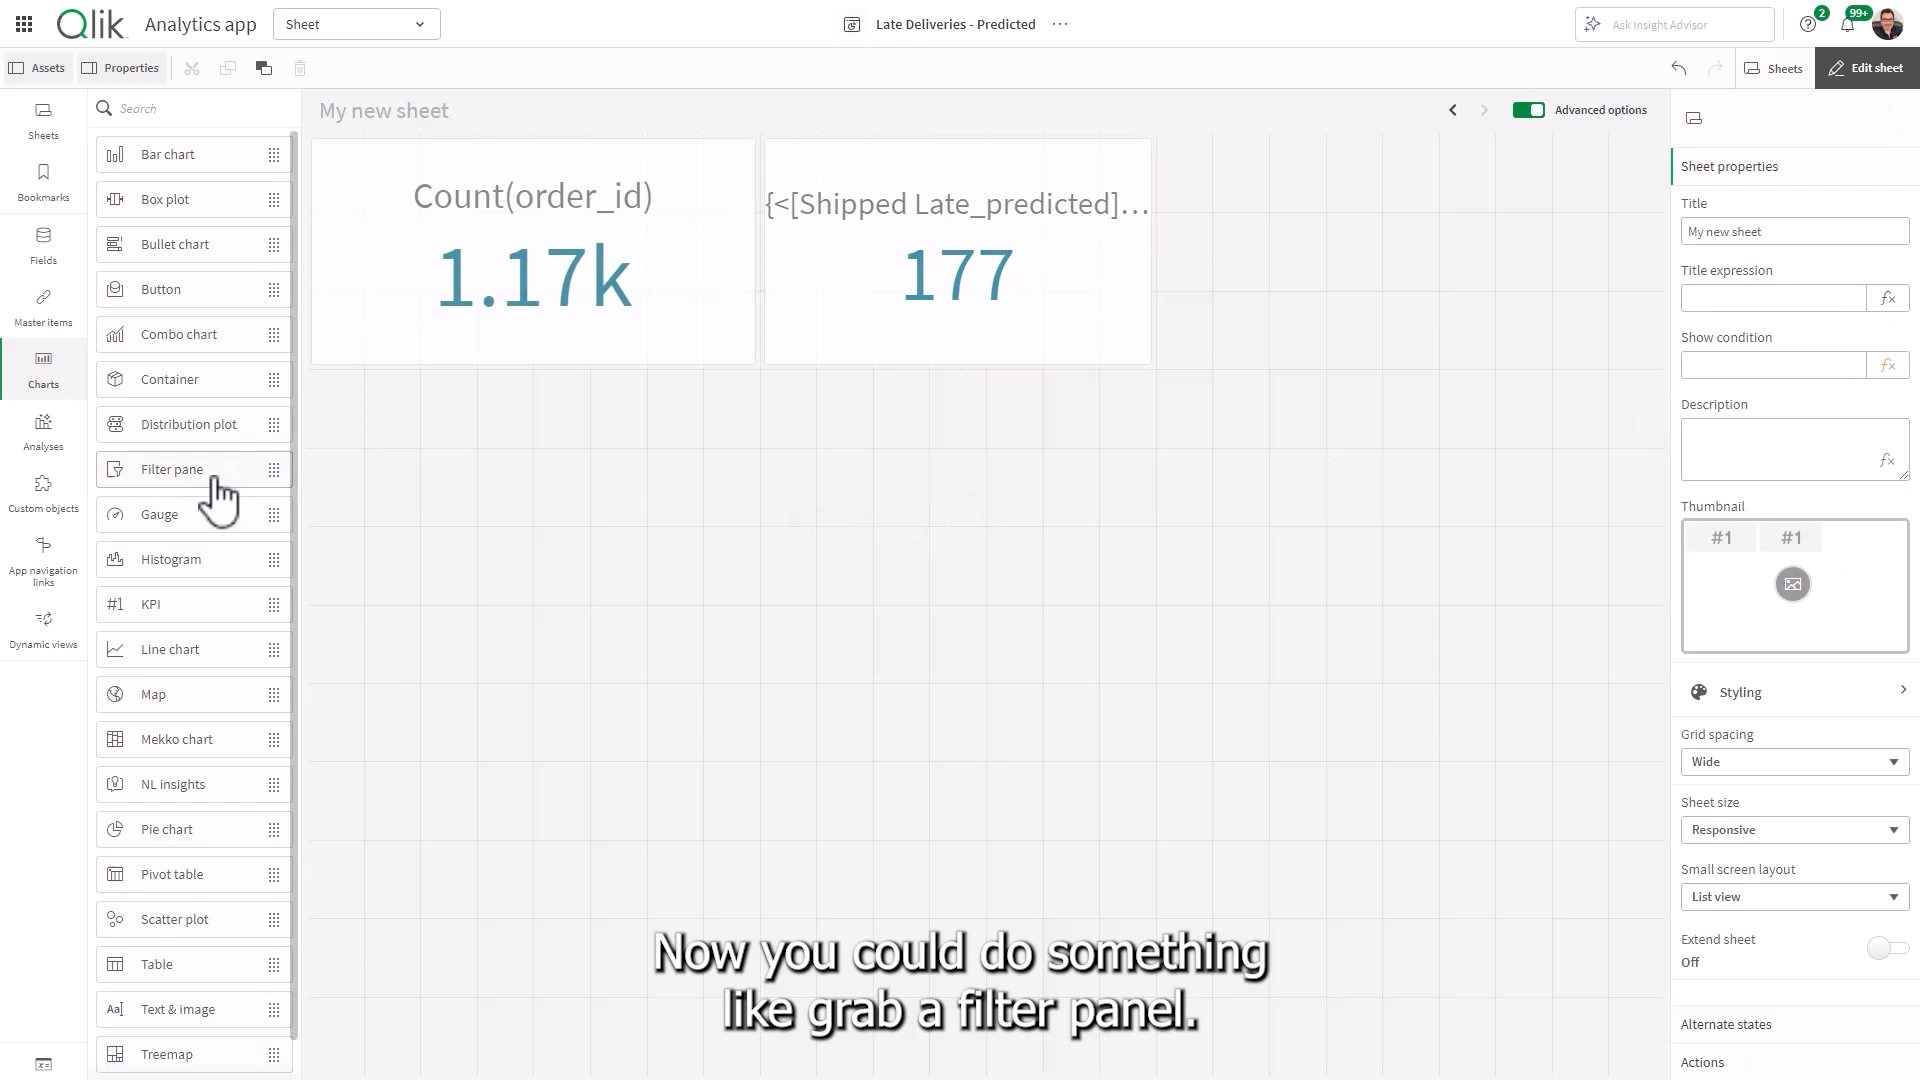 Qlik
Analytics app
Sheet
Late Deliveries - Predicted
...
Ask Insight Advisor
2
99+
Assets
Properties
Sheets
Edit sheet
Sheets
Bookmarks
Fields
Master items
Charts
Analyses
Custom objects
App navigation
links
Dynamic views
Search
Bar chart
Box plot
Bullet chart
Button
Combo chart
Container
Distribution plot
Filter pane
Gauge
Histogram
#1 KPI
Line chart
Map
Mekko chart
NL insights
Pie chart
Pivot table
Scatter plot
Table
Text & image
Treemap
My new sheet
Advanced options
Count(order_id)
1.17k
{<[Shipped Late_predicted]...
177
Now you could do something
like grab a filter panel.
Sheet properties
Title
My new sheet
Title expression
fx
Show condition
fx
Description
fx
Thumbnail
#1 #1
Styling
Grid spacing
Wide
Sheet size
Responsive
Small screen layout
List view
Extend sheet
Off
Alternate states
Actions